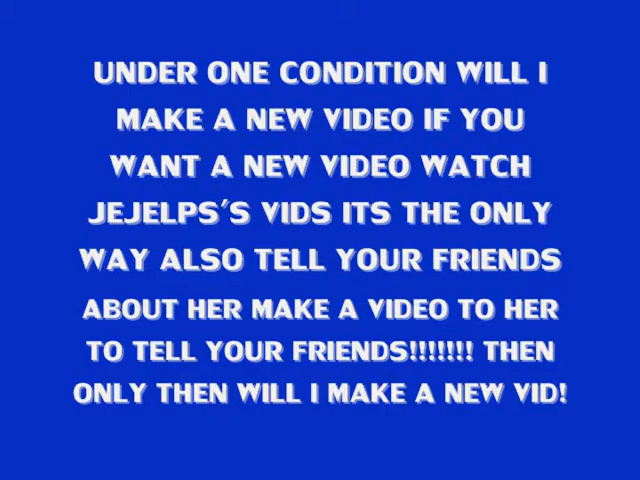 UNDER ONE CONDITION WILL I
MAKE A NEW VIDEO IF YOU
WANT A NEW VIDEO WATCH
JEJELPS'S VIDS ITS THE ONLY
WAY ALSO TELL YOUR FRIENDS
ABOUT HER MAKE A VIDEO TO HER
TO TELL YOUR FRIENDS!!!!!!! THEN
ONLY THEN WILL I MAKE A NEW VID!